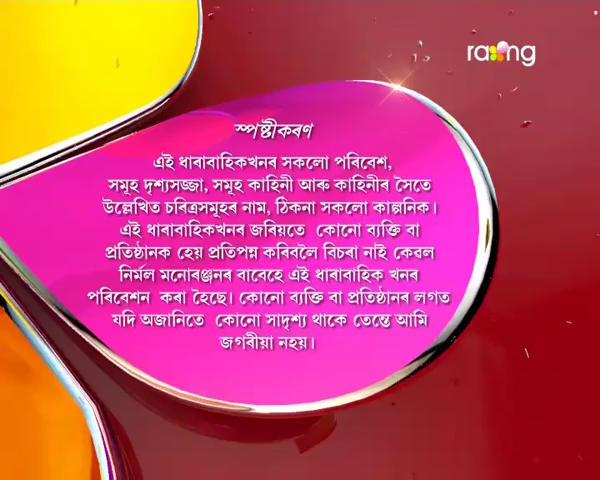 rang
স্পষ্টীকৰণ
এই ধাৰাবাহিকখনৰ সকলো পৰিবেশ,
সমূহ দৃশ্যসজ্জা, সমূহ কাহিনী আৰু কাহিনীৰ সৈতে
উল্লেখিত চৰিত্ৰসমূহৰ নাম, ঠিকনা সকলো কাল্পনিক।
এই ধাৰাবাহিকখনৰ জৰিয়তে কোনো ব্যক্তি বা
প্ৰতিষ্ঠানক হেয় প্ৰতিপন্ন কৰিবলৈ বিচৰা নাই কেৱল
নিৰ্মল মনোৰঞ্জনৰ বাবেহে এই ধাৰাবাহিক খনৰ
পৰিবেশন কৰা হৈছে। কোনো ব্যক্তি বা প্ৰতিষ্ঠানৰ লগত
যদি অজানিতে কোনো সাদৃশ্য থাকে তেন্তে আমি
জগৰীয়া নহয়।